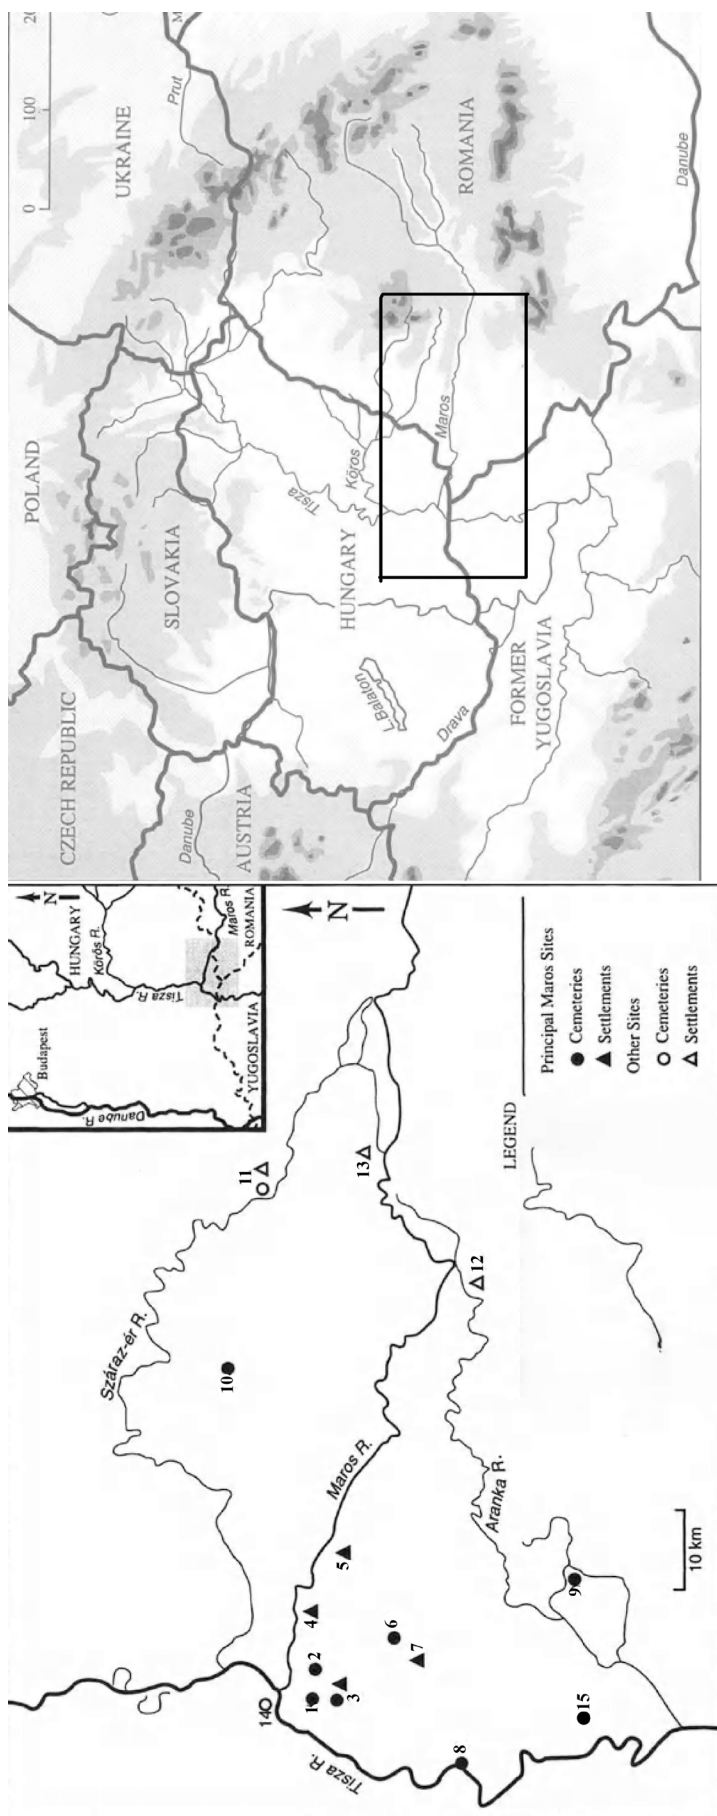 Budapest
Danube R.
HUNGARY
Körös R.
Tisza R.
Maros R.
YUGOSLAVIA
ROMANIA
N
N
Száraz-ér R.
10
11
13
14
Maros R.
1
2
3
4
5
6
7
12
Tisza R.
Aranka R.
8
9
15
10 km
LEGEND
Principal Maros Sites
Cemeteries
Settlements
Other Sites
Cemeteries
Settlements
0
100
POLAND
UKRAINE
Prut
CZECH REPUBLIC
SLOVAKIA
Danube
AUSTRIA
Tisza
Körös
HUNGARY
L. Balaton
Maros
ROMANIA
Drava
FORMER
YUGOSLAVIA
Danube